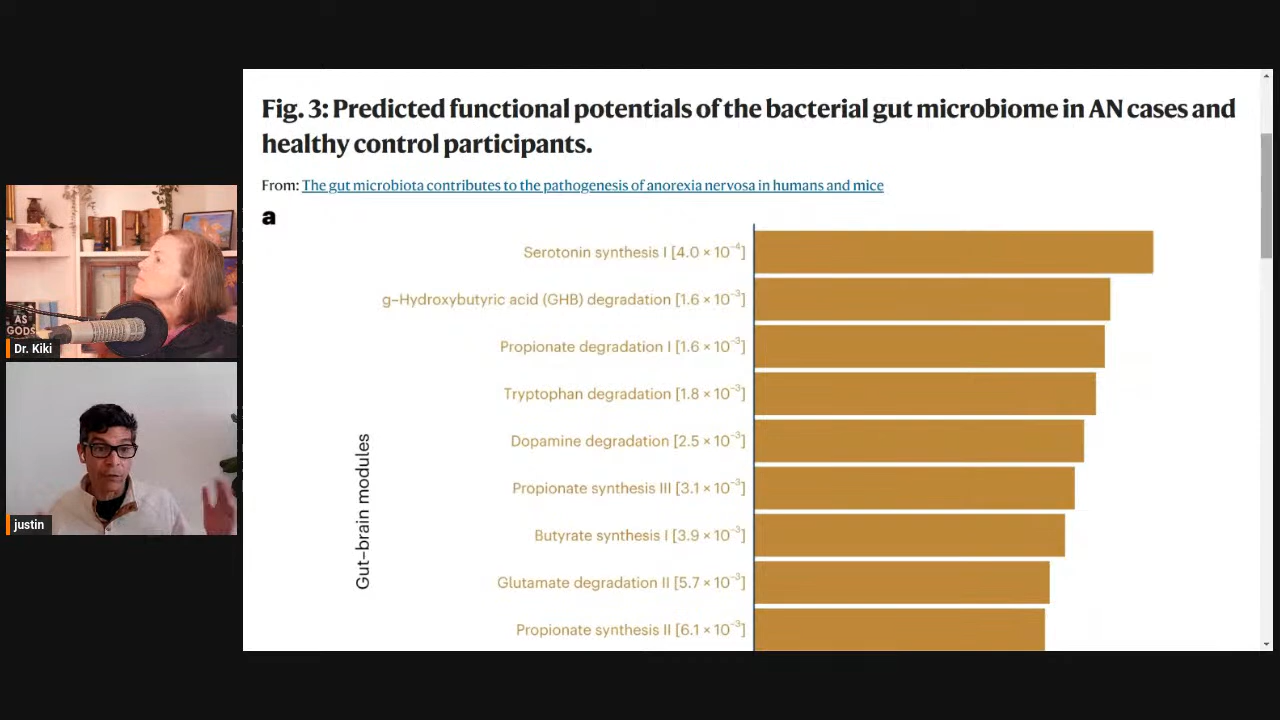 Fig. 3: Predicted functional potentials of the bacterial gut microbiome in AN cases and
healthy control participants.
From: The gut microbiota contributes to the pathogenesis of anorexia nervosa in humans and mice
a
Gut–brain modules
Serotonin synthesis I [4.0 × 10⁻⁴]
g–Hydroxybutyric acid (GHB) degradation [1.6 × 10⁻³]
Propionate degradation I [1.6 × 10⁻³]
Tryptophan degradation [1.8 × 10⁻³]
Dopamine degradation [2.5 × 10⁻³]
Propionate synthesis III [3.1 × 10⁻³]
Butyrate synthesis I [3.9 × 10⁻³]
Glutamate degradation II [5.7 × 10⁻³]
Propionate synthesis II [6.1 × 10⁻³]
AS
GODS
Dr. Kiki
justin